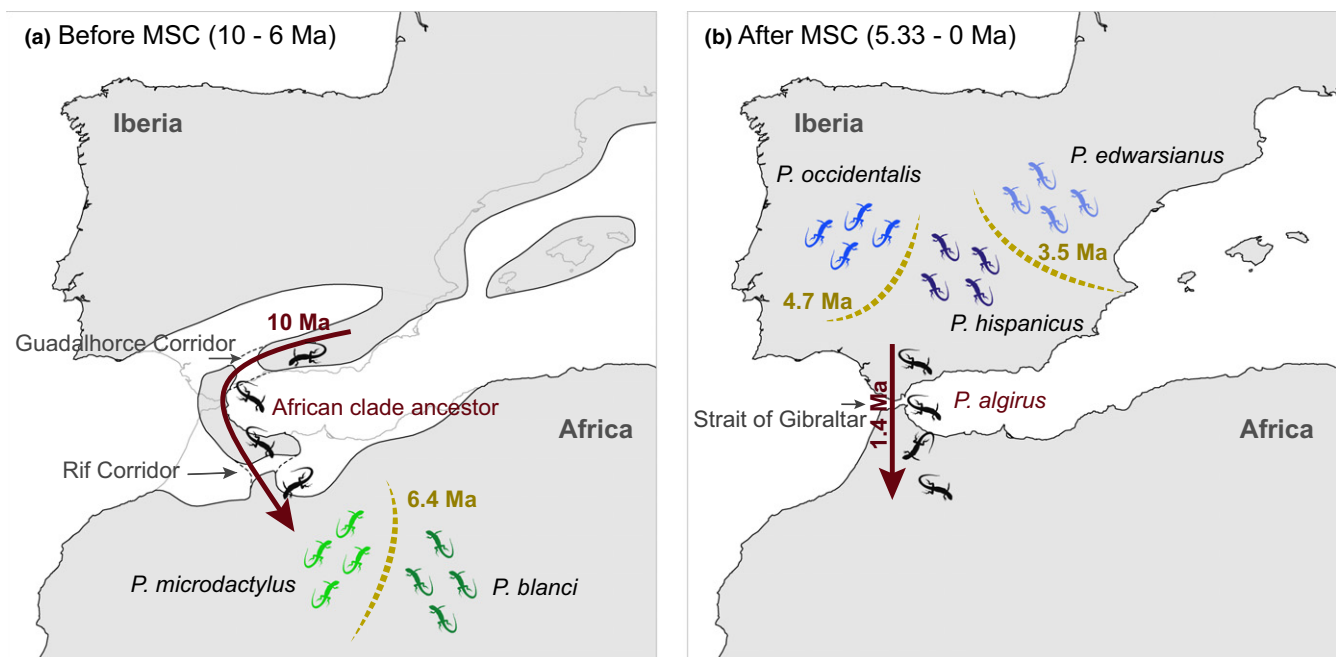 (a) Before MSC (10 - 6 Ma)
Iberia
10 Ma
Guadalhorce Corridor
African clade ancestor
Africa
Rif Corridor
6.4 Ma
P. microdactylus
P. blanci
(b) After MSC (5.33 - 0 Ma)
Iberia
P. edwarsianus
P. occidentalis
3.5 Ma
4.7 Ma
P. hispanicus
1.4 Ma
P. algirus
Strait of Gibraltar
Africa